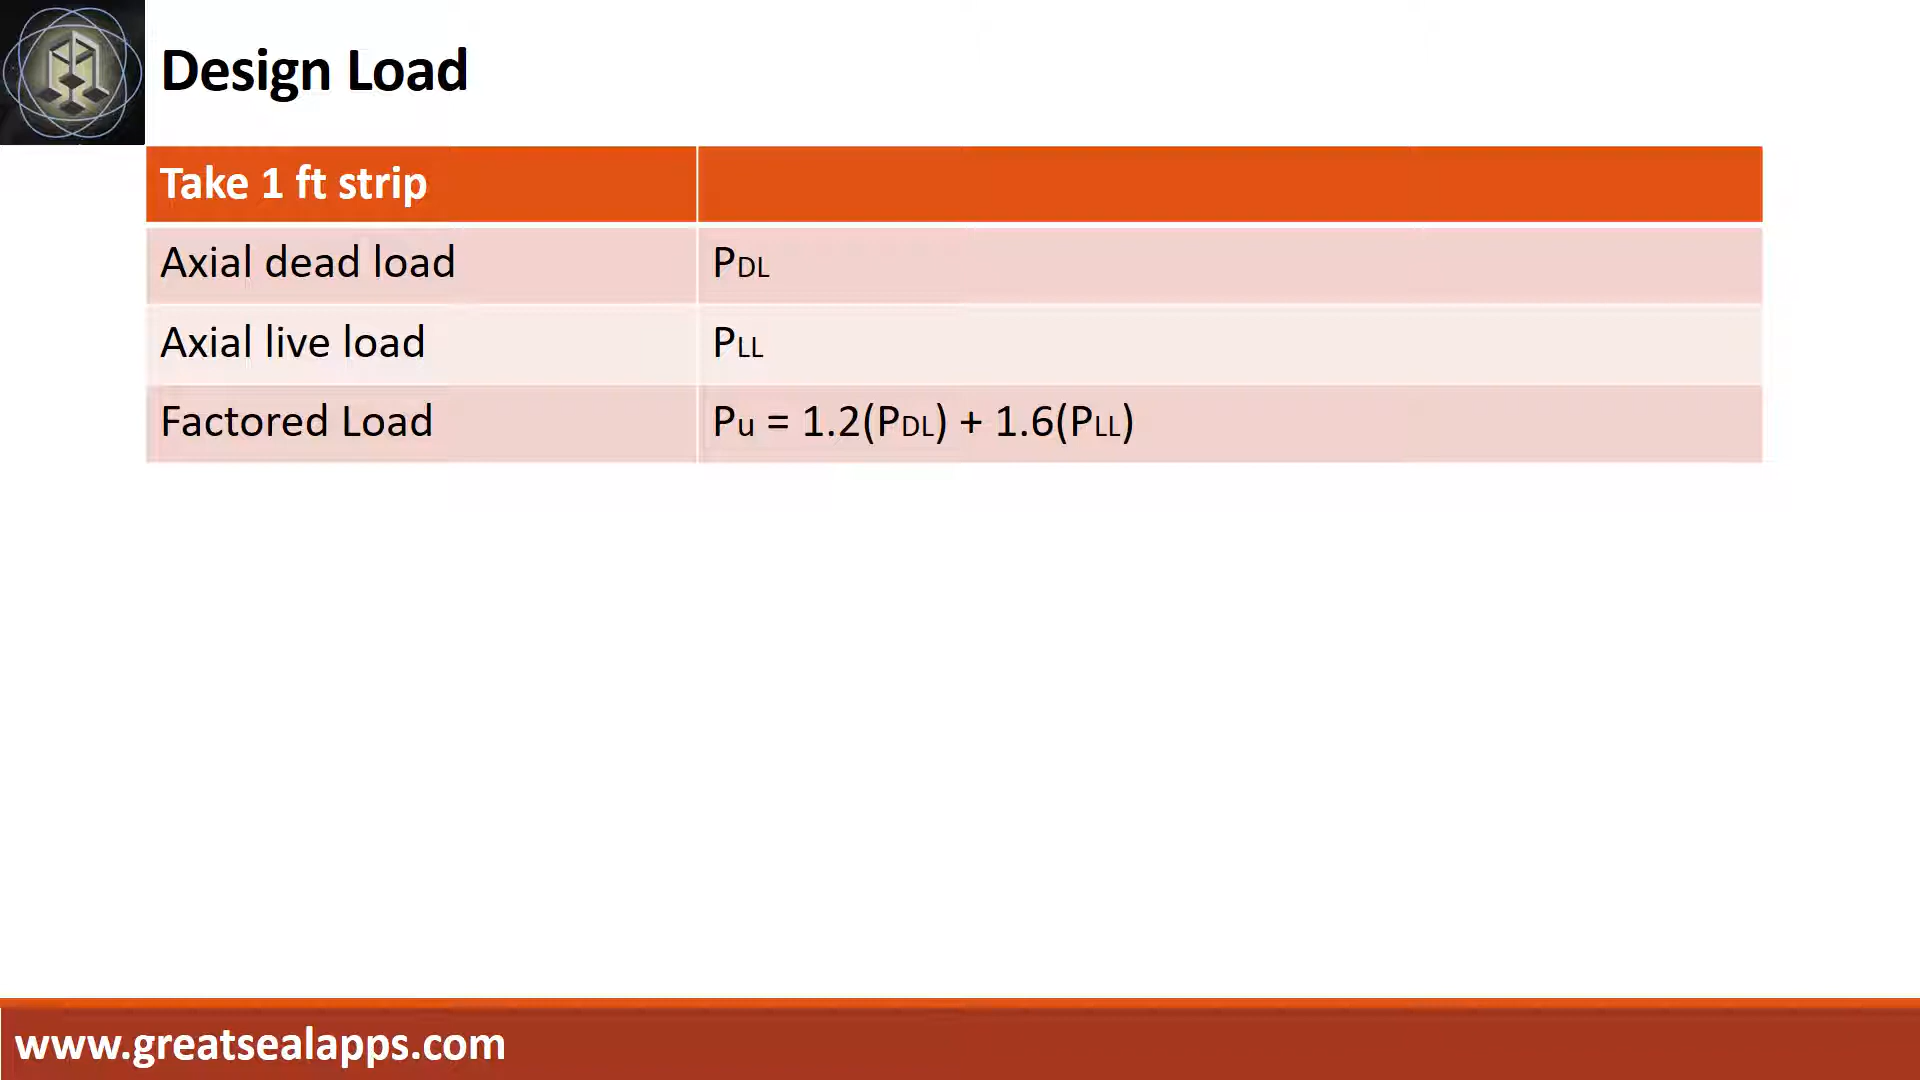 Design Load
Take 1 ft strip
Axial dead load PDL
Axial live load PLL
Factored Load Pu = 1.2(PDL) + 1.6(PLL)
www.greatsealapps.com